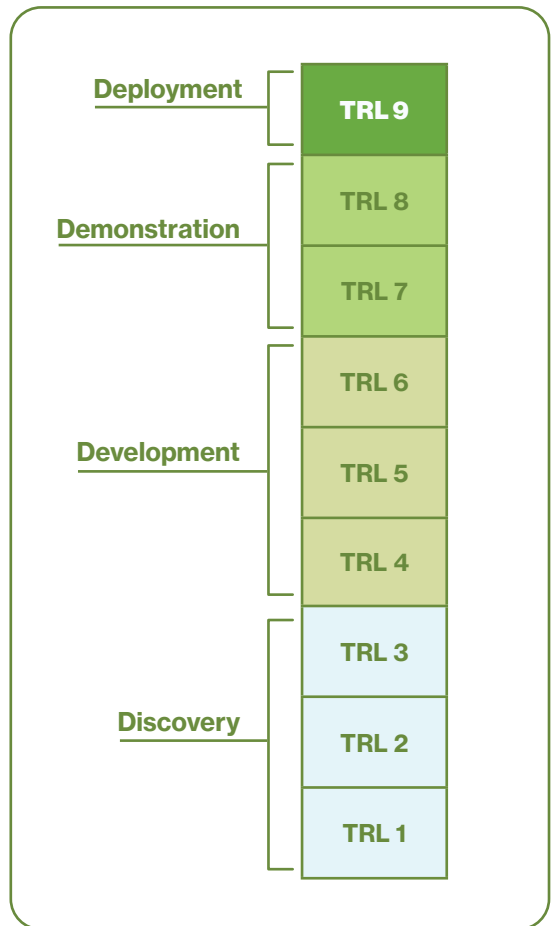 Deployment
TRL 9
TRL 8
Demonstration
TRL 7
TRL 6
Development
TRL 5
TRL 4
TRL 3
Discovery
TRL 2
TRL 1